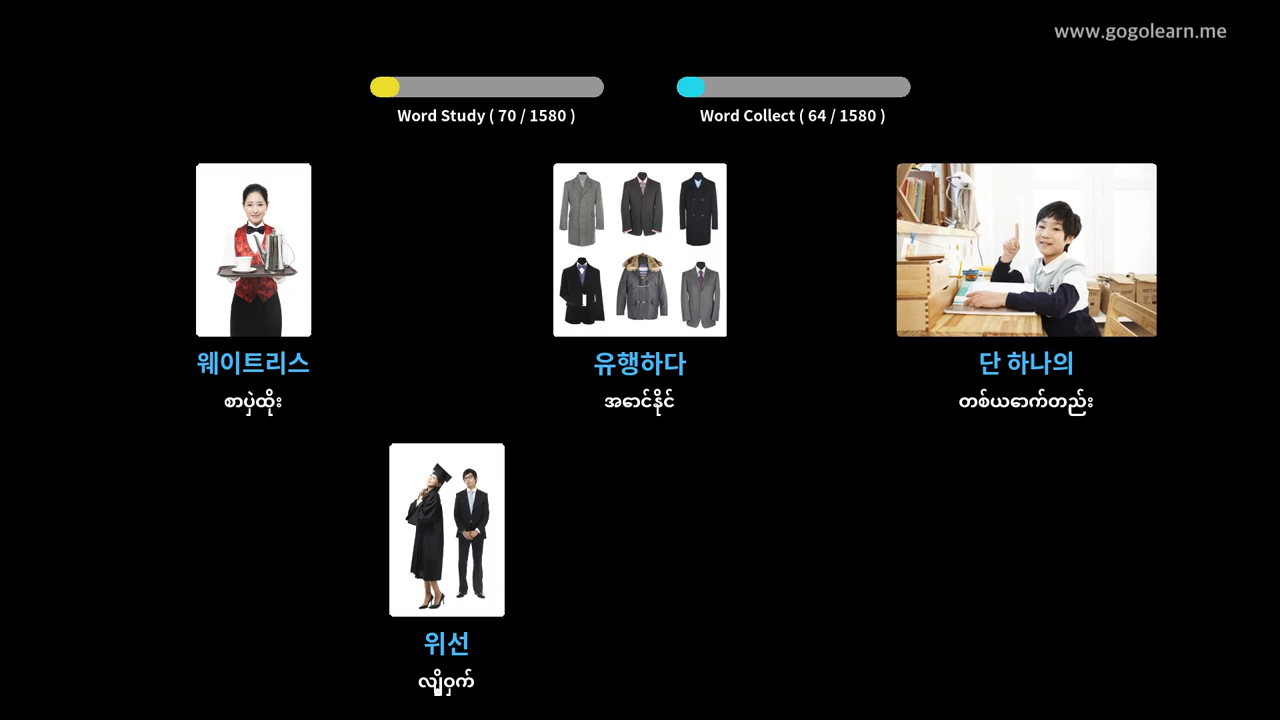 www.gogolearn.me
Word Study ( 70 / 1580 )
Word Collect ( 64 / 1580 )
웨이트리스
စာပွဲထိုး
유행하다
အောင်နိုင်
단 하나의
တစ်ယောက်တည်း
위선
လျှို့ဝှက်